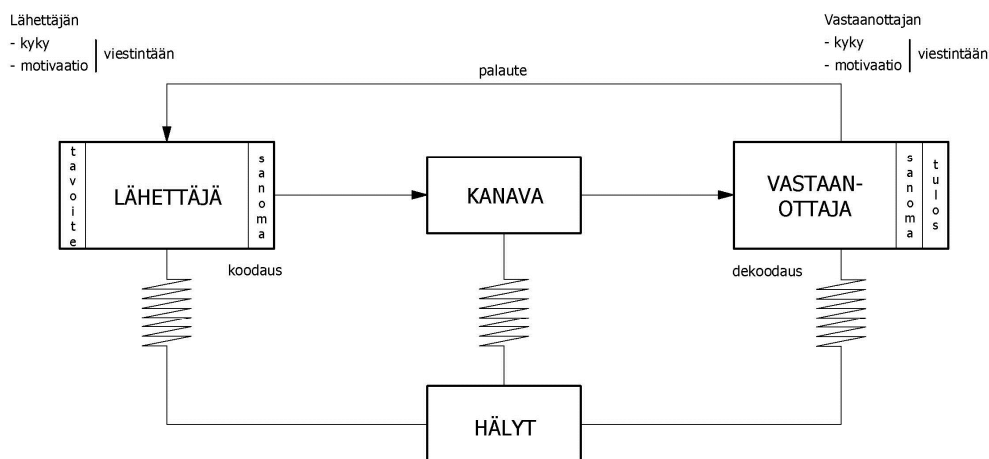 Lähettäjän
- kyky
- motivaatio
viestintään
Vastaanottajan
- kyky
- motivaatio
viestintään
palaute
tavoite
LÄHETTÄJÄ
sanoma
KANAVA
VASTAAN-
OTTAJA
sanoma
tulos
koodaus
dekoodaus
HÄLYT